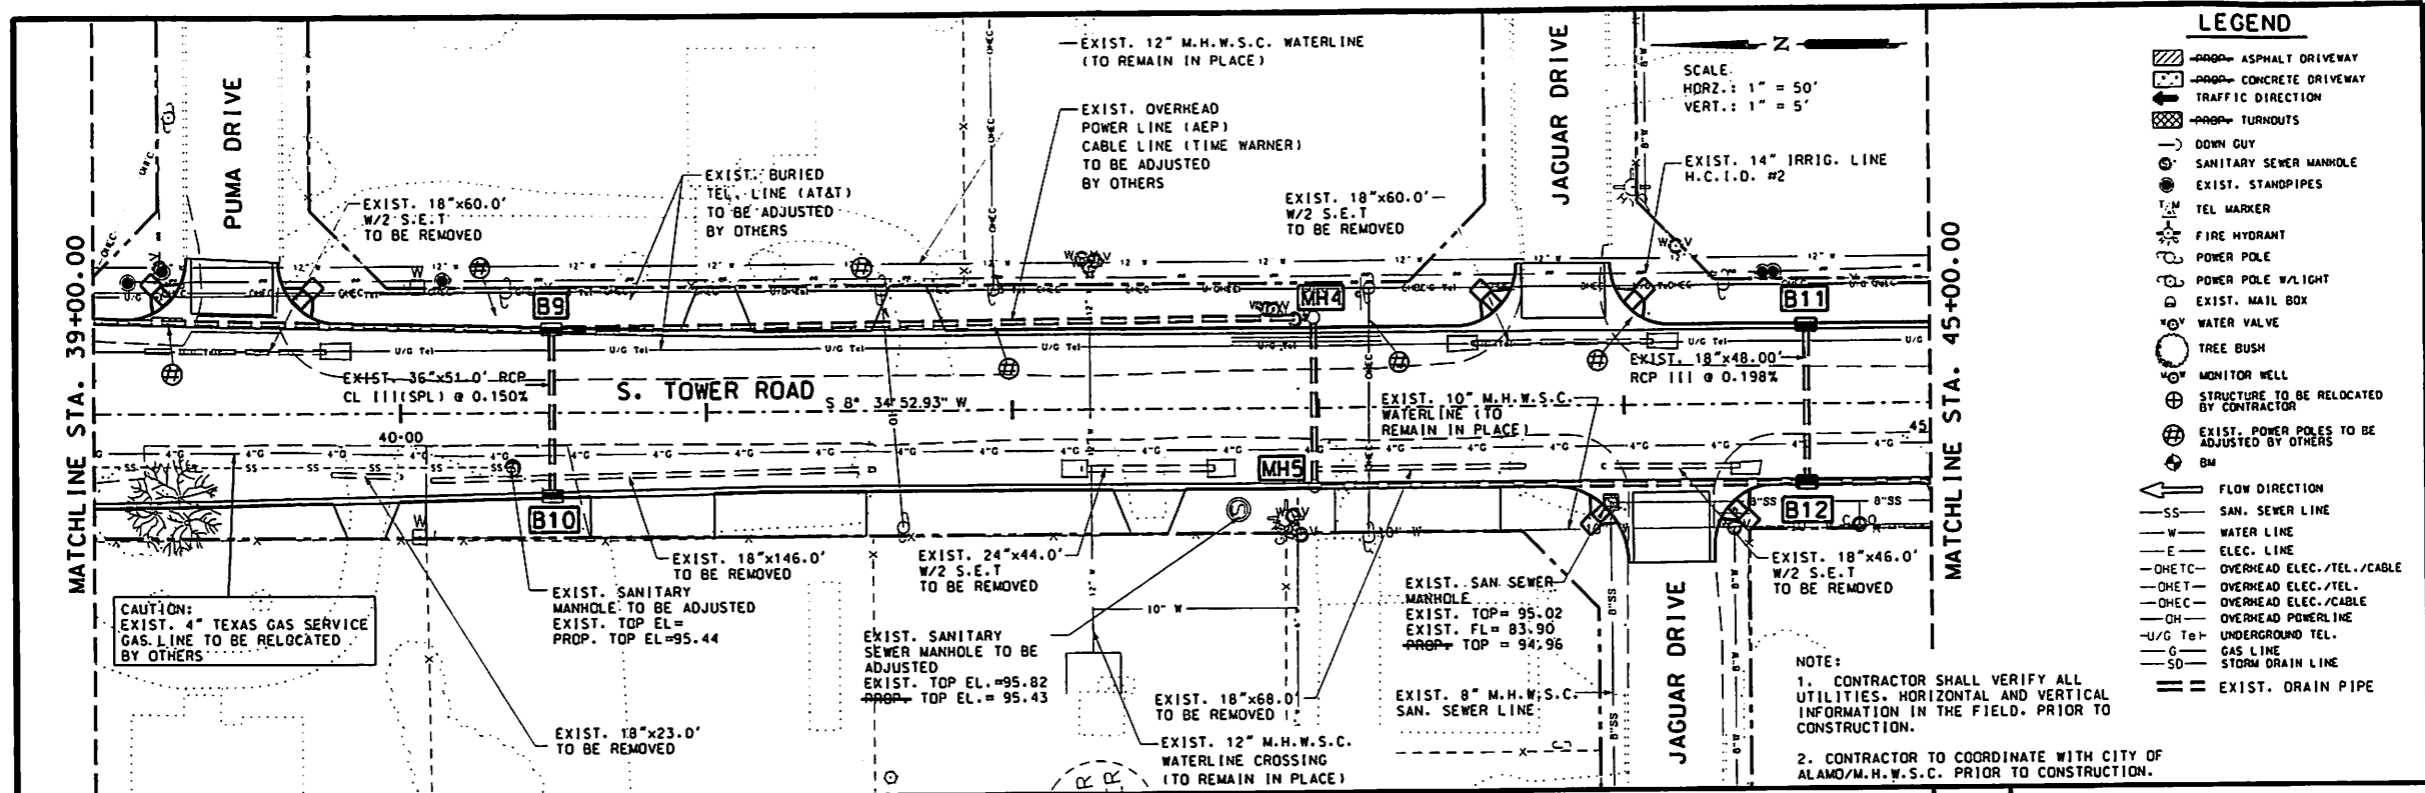 EXIST. 12" M.H.W.S.C. WATERLINE
(TO REMAIN IN PLACE)
EXIST. OVERHEAD
POWER LINE (AEP)
CABLE LINE (TIME WARNER)
TO BE ADJUSTED
BY OTHERS
EXIST. BURIED
TEL. LINE (AT&T)
TO BE ADJUSTED
BY OTHERS
PUMA DRIVE
EXIST. 18"x60.0'
W/2 S.E.T
TO BE REMOVED
EXIST. 18"x60.0'
W/2 S.E.T
TO BE REMOVED
JAGUAR DRIVE
N
SCALE:
HORZ.: 1" = 50'
VERT.: 1" = 5'
EXIST. 14" IRRIG. LINE
H.C.I.D. #2
MATCHLINE STA. 39+00.00
MATCHLINE STA. 45+00.00
B9
MH4
B11
EXIST. 36"x51.0' RCP
CL III(SPL) @ 0.150%
S. TOWER ROAD
S 8° 34' 52.93" W
EXIST. 18"x48.00'
RCP III @ 0.198%
EXIST. 10" M.H.W.S.C.
WATERLINE (TO
REMAIN IN PLACE)
40+00
45
MH5
B10
B12
CAUTION:
EXIST. 4" TEXAS GAS SERVICE
GAS LINE TO BE RELOCATED
BY OTHERS
EXIST. 18"x146.0'
TO BE REMOVED
EXIST. SANITARY
MANHOLE TO BE ADJUSTED
EXIST. TOP EL=
PROP. TOP EL=95.44
EXIST. 18"x23.0'
TO BE REMOVED
EXIST. 24"x44.0'
W/2 S.E.T
TO BE REMOVED
EXIST. SANITARY
SEWER MANHOLE TO BE
ADJUSTED
EXIST. TOP EL.=95.82
PROP. TOP EL.= 95.43
10" W
EXIST. 18"x68.0'
TO BE REMOVED
EXIST. 12" M.H.W.S.C.
WATERLINE CROSSING
(TO REMAIN IN PLACE)
EXIST. SAN. SEWER
MANHOLE
EXIST. TOP= 95.02
EXIST. FL= 83.90
PROP. TOP = 94.96
EXIST. 8" M.H.W.S.C.
SAN. SEWER LINE
JAGUAR DRIVE
EXIST. 18"x46.0'
W/2 S.E.T
TO BE REMOVED
NOTE:
1. CONTRACTOR SHALL VERIFY ALL
UTILITIES. HORIZONTAL AND VERTICAL
INFORMATION IN THE FIELD. PRIOR TO
CONSTRUCTION.
2. CONTRACTOR TO COORDINATE WITH CITY OF
ALAMO/M.H.W.S.C. PRIOR TO CONSTRUCTION.
LEGEND
PROP. ASPHALT DRIVEWAY
PROP. CONCRETE DRIVEWAY
TRAFFIC DIRECTION
PROP. TURNOUTS
DOWN GUY
SANITARY SEWER MANHOLE
EXIST. STANDPIPES
TEL MARKER
FIRE HYDRANT
POWER POLE
POWER POLE W/LIGHT
EXIST. MAIL BOX
WATER VALVE
TREE BUSH
MONITOR WELL
STRUCTURE TO BE RELOCATED
BY CONTRACTOR
EXIST. POWER POLES TO BE
ADJUSTED BY OTHERS
BM
FLOW DIRECTION
SS SAN. SEWER LINE
W WATER LINE
E ELEC. LINE
OHETC OVERHEAD ELEC./TEL./CABLE
OHET OVERHEAD ELEC./TEL.
OHEC OVERHEAD ELEC./CABLE
OH OVERHEAD POWERLINE
U/G Tel UNDERGROUND TEL.
G GAS LINE
SD STORM DRAIN LINE
EXIST. DRAIN PIPE